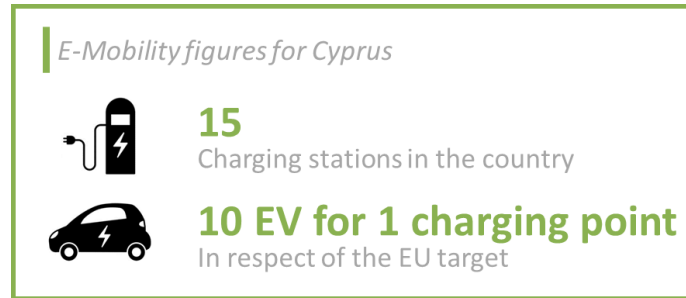 E-Mobility figures for Cyprus
15
Charging stations in the country
10 EV for 1 charging point
In respect of the EU target